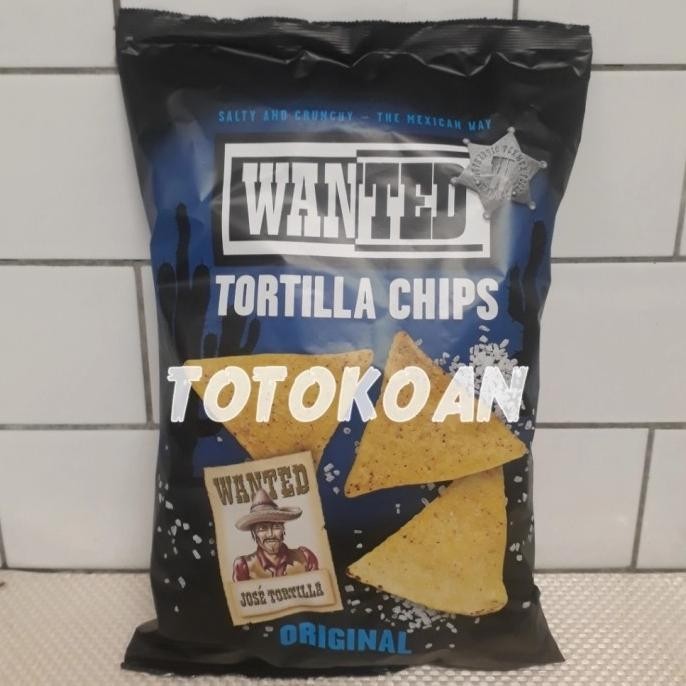 SALTY AND CRUNCHY – THE MEXICAN WAY
WANTED
TORTILLA CHIPS
TOTOKOAN
WANTED
JOSÉ TORTILLA
ORIGINAL